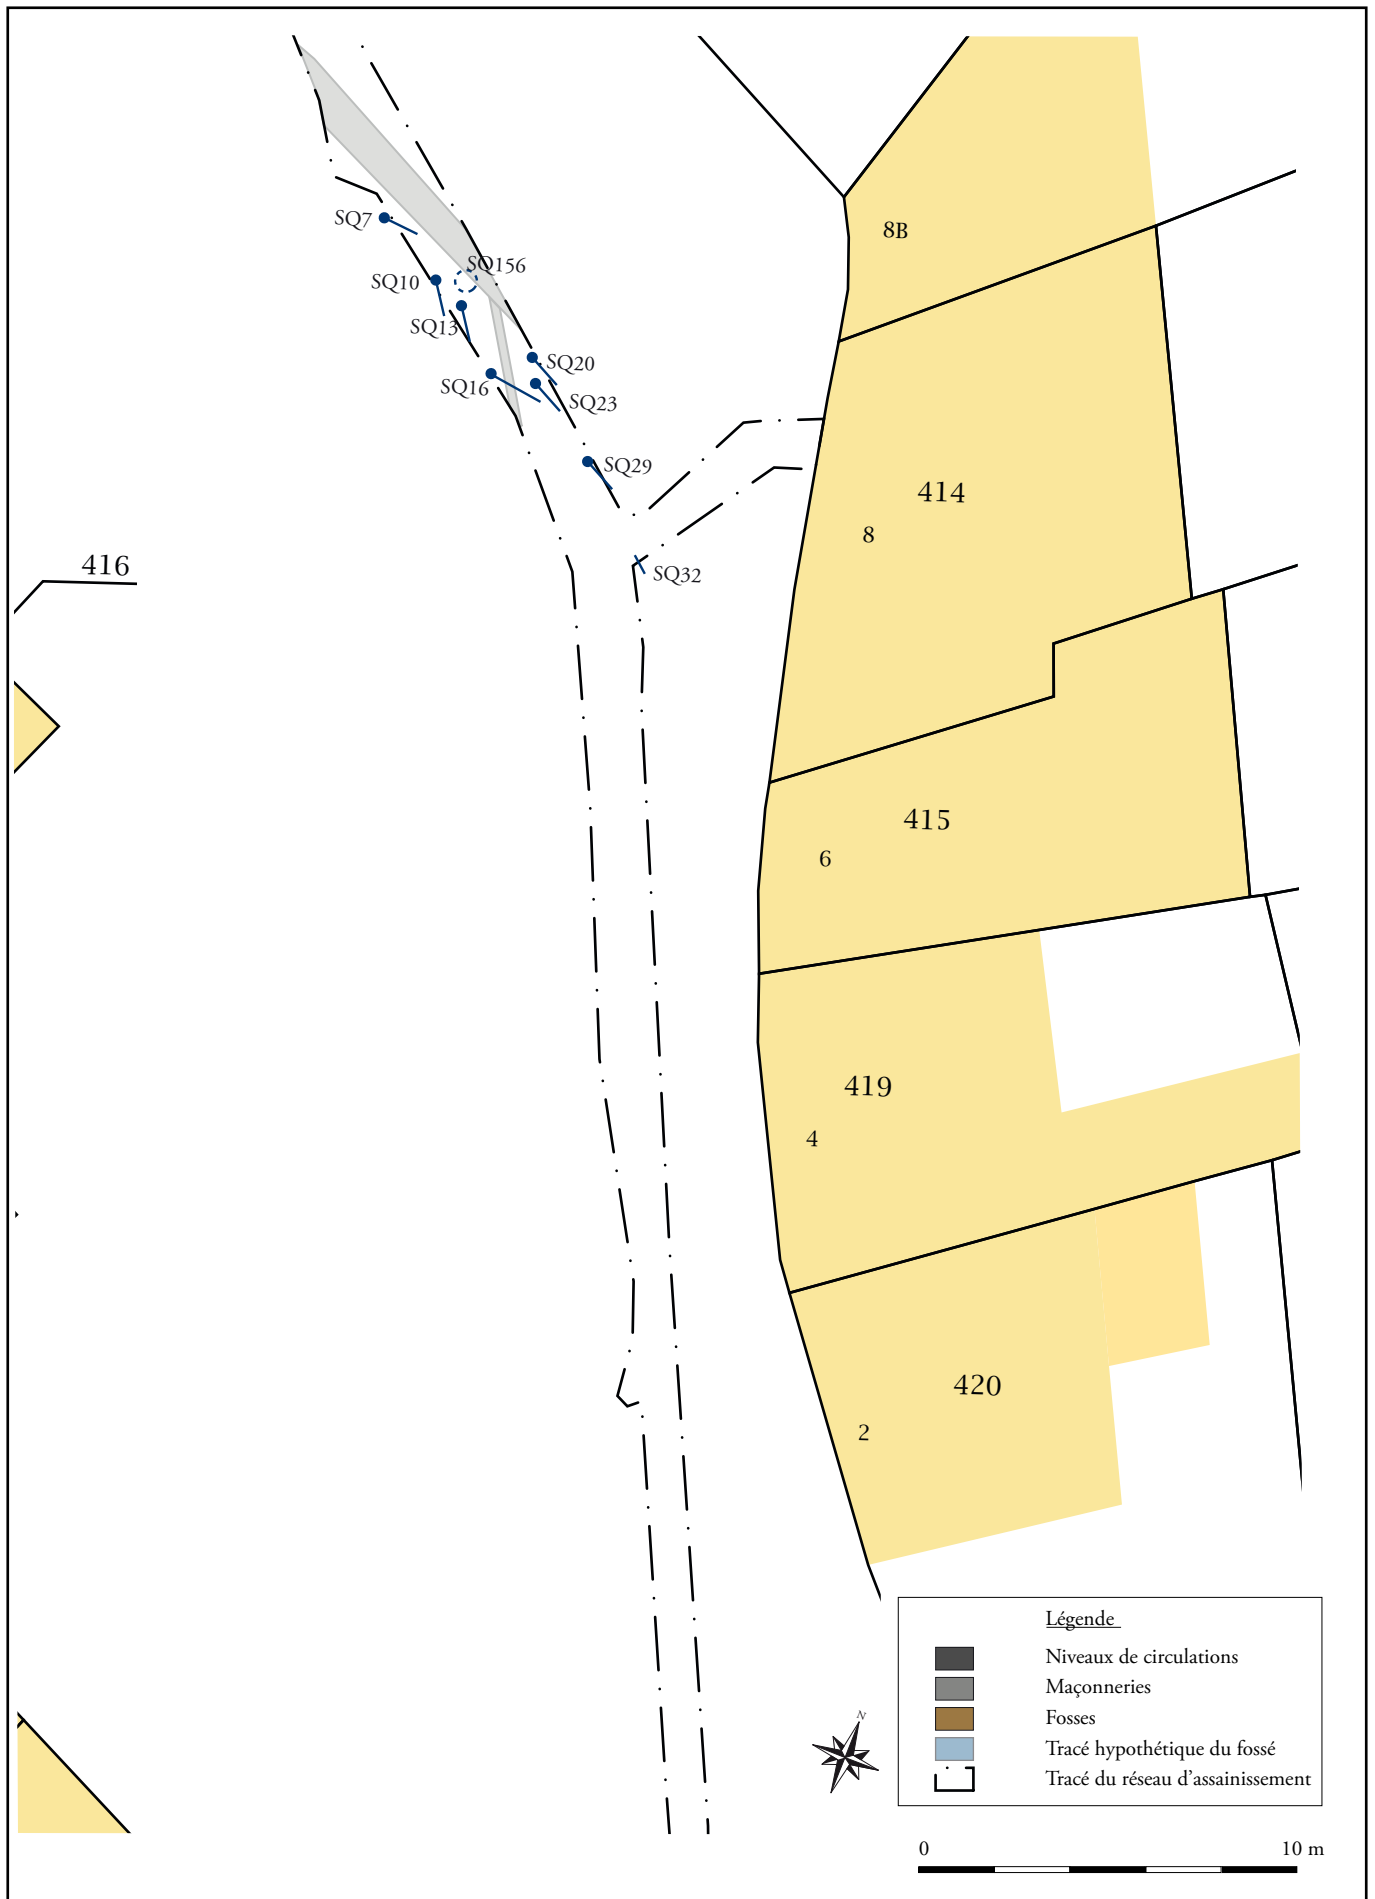 8B
SQ7
SQ156
SQ10
SQ13
SQ20
SQ16
SQ23
SQ29
414
8
416
SQ32
415
6
419
4
420
2
Légende
Niveaux de circulations
Maçonneries
Fosses
Tracé hypothétique du fossé
Tracé du réseau d'assainissement
N
0 10 m